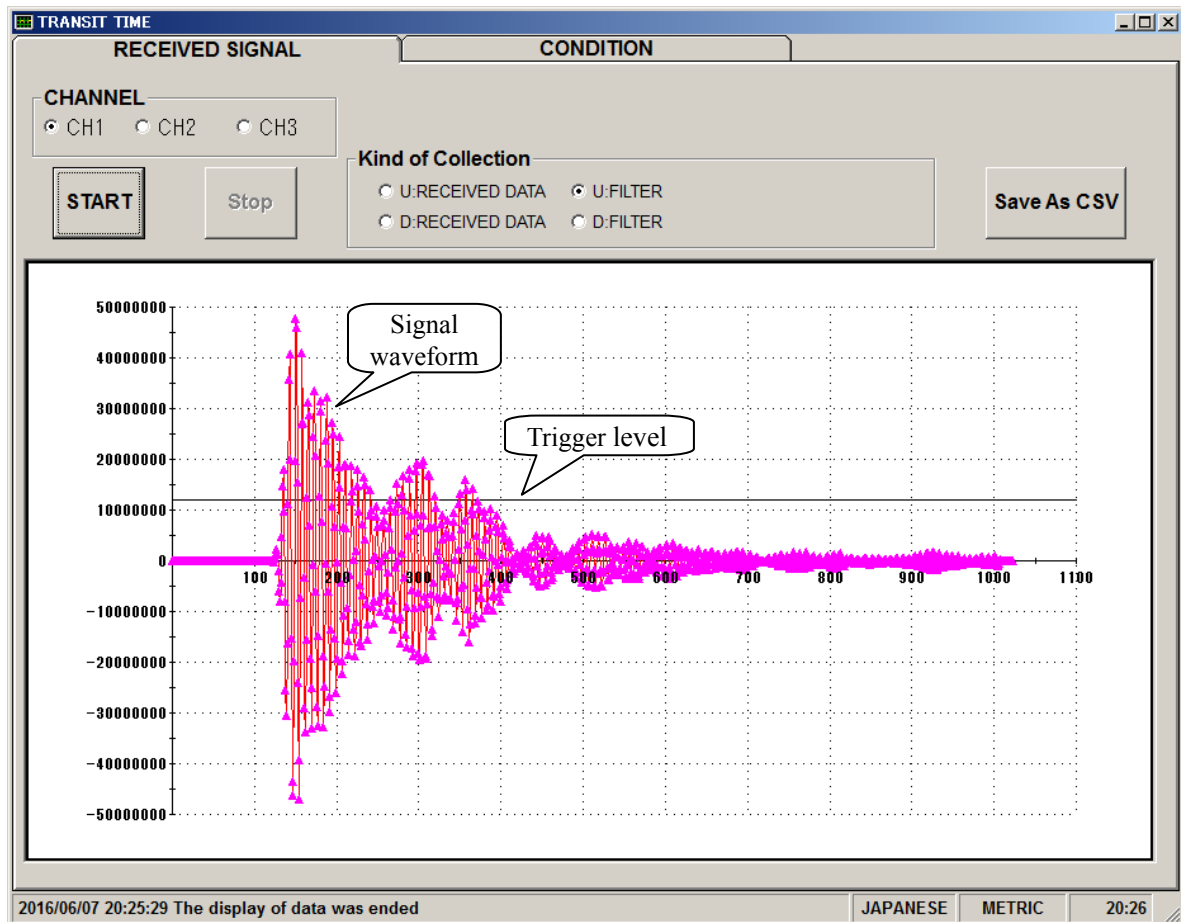 TRANSIT TIME
RECEIVED SIGNAL
CONDITION
CHANNEL
CH1 CH2 CH3
START
Stop
Kind of Collection
U:RECEIVED DATA U:FILTER
D:RECEIVED DATA D:FILTER
Save As CSV
50000000
40000000
30000000
20000000
10000000
0
-10000000
-20000000
-30000000
-40000000
-50000000
Signal
waveform
Trigger level
100 200 300 400 500 600 700 800 900 1000 1100
2016/06/07 20:25:29 The display of data was ended
JAPANESE METRIC 20:26